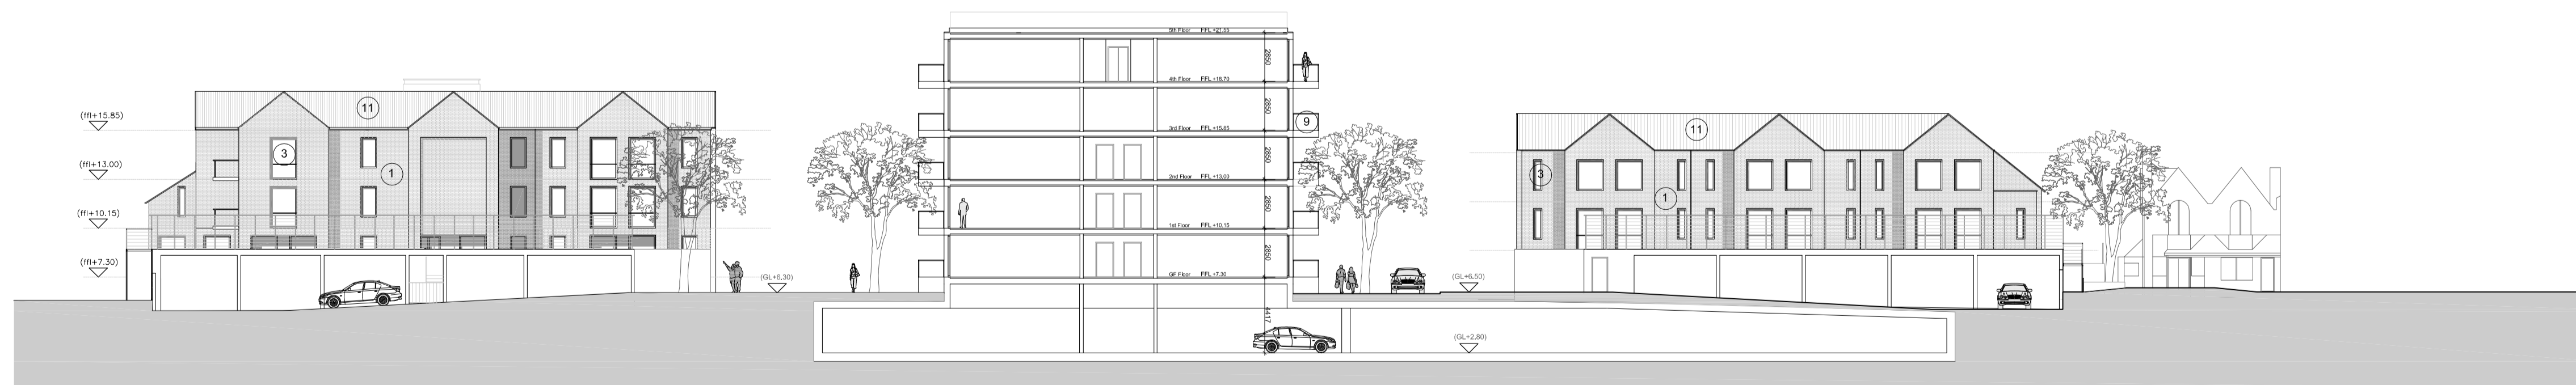 (ffl+15.85)
(ffl+13.00)
(ffl+10.15)
(ffl+7.30)
11
3
1
(GL+6,30)
5th Floor FFL +21.55
2850
4th Floor FFL +18.70
2850
3rd Floor FFL +15.85
9
2850
2nd Floor FFL +13.00
2850
1st Floor FFL +10.15
2850
GF Floor FFL +7.30
4417
(GL+6,50)
(GL+2,80)
11
3
1